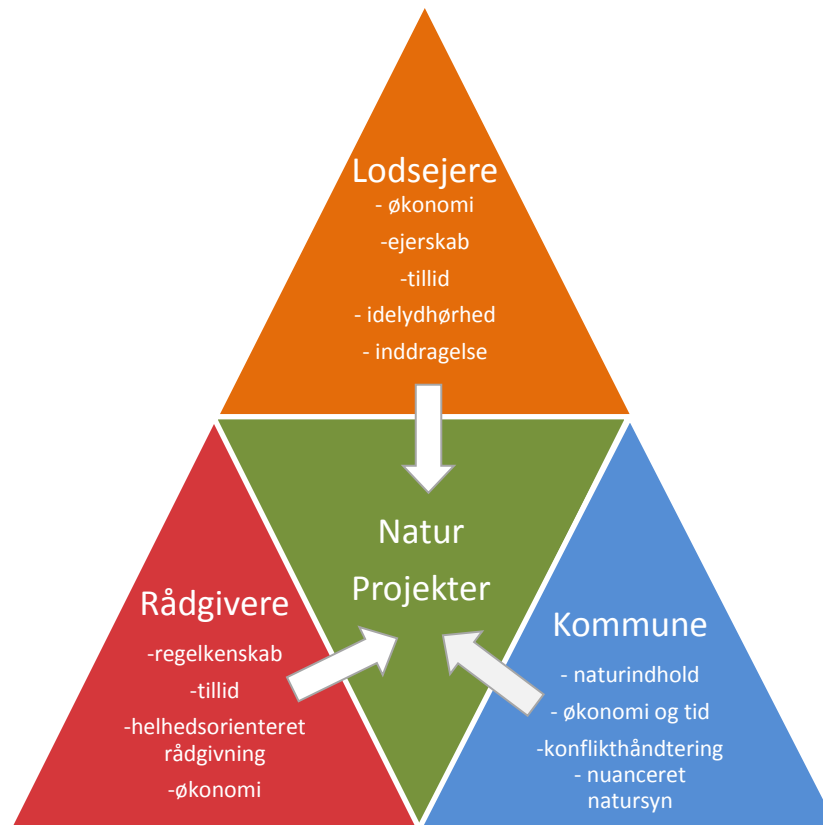 Lodsejere
- økonomi
-ejerskab
-tillid
- idelydhørhed
- inddragelse
Natur
Projekter
Rådgivere
-regelkenskab
-tillid
-helhedsorienteret
rådgivning
-økonomi
Kommune
- naturindhold
- økonomi og tid
-konflikthåndtering
- nuanceret
natursyn